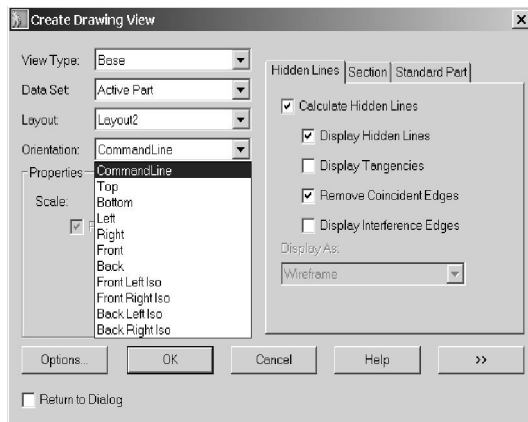 Create Drawing View
View Type: Base
Data Set: Active Part
Layout: Layout2
Orientation: CommandLine
CommandLine
Top
Bottom
Left
Right
Front
Back
Front Left Iso
Front Right Iso
Back Left Iso
Back Right Iso
Properties
Scale:
Hidden Lines Section Standard Part
Calculate Hidden Lines
Display Hidden Lines
Display Tangencies
Remove Coincident Edges
Display Interference Edges
Display As:
Wireframe
Options... OK Cancel Help >>
Return to Dialog